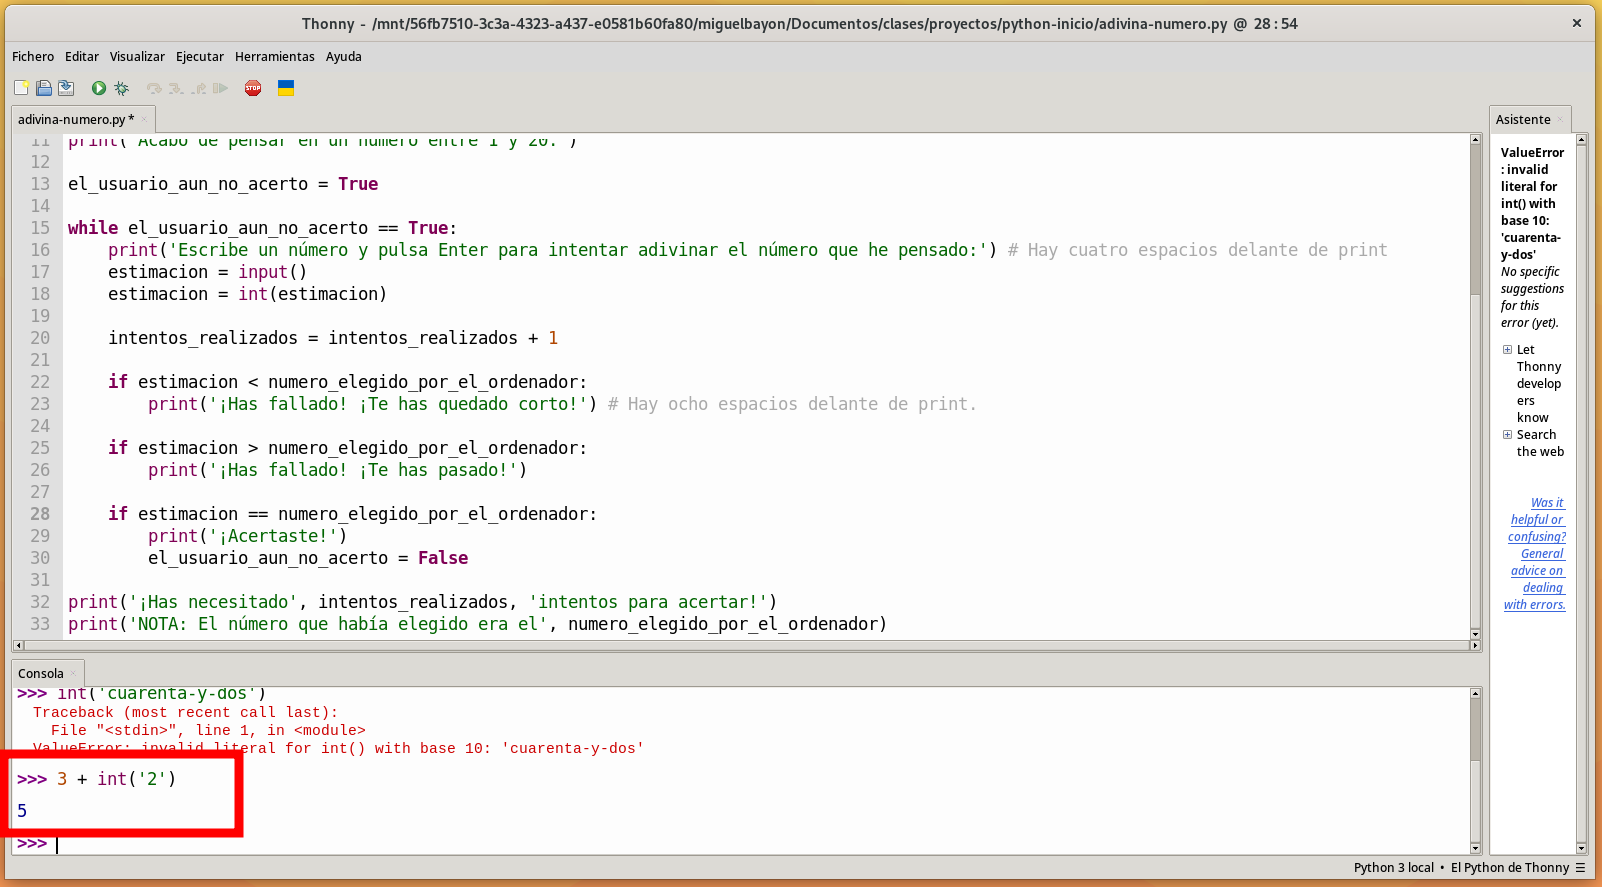 Thonny - /mnt/56fb7510-3c3a-4323-a437-e0581b60fa80/miguelbayon/Documentos/clases/proyectos/python-inicio/adivina-numero.py @ 28 : 54
Fichero Editar Visualizar Ejecutar Herramientas Ayuda
STOP
adivina-numero.py *
11 print('Acabo de pensar en un número entre 1 y 20.')
12
13 el_usuario_aun_no_acerto = True
14
15 while el_usuario_aun_no_acerto == True:
16     print('Escribe un número y pulsa Enter para intentar adivinar el número que he pensado:') # Hay cuatro espacios delante de print
17     estimacion = input()
18     estimacion = int(estimacion)
19
20     intentos_realizados = intentos_realizados + 1
21
22     if estimacion < numero_elegido_por_el_ordenador:
23         print('¡Has fallado! ¡Te has quedado corto!') # Hay ocho espacios delante de print.
24
25     if estimacion > numero_elegido_por_el_ordenador:
26         print('¡Has fallado! ¡Te has pasado!')
27
28     if estimacion == numero_elegido_por_el_ordenador:
29         print('¡Acertaste!')
30         el_usuario_aun_no_acerto = False
31
32 print('¡Has necesitado', intentos_realizados, 'intentos para acertar!')
33 print('NOTA: El número que había elegido era el', numero_elegido_por_el_ordenador)
Consola
>>> int('cuarenta-y-dos')
Traceback (most recent call last):
  File "<stdin>", line 1, in <module>
ValueError: invalid literal for int() with base 10: 'cuarenta-y-dos'
>>> 3 + int('2')
5
>>>
Asistente
ValueError
: invalid
literal for
int() with
base 10:
'cuarenta-
y-dos'
No specific
suggestions
for this
error (yet).
Let
Thonny
develop
ers
know
Search
the web
Was it
helpful or
confusing?
General
advice on
dealing
with errors.
Python 3 local • El Python de Thonny ☰